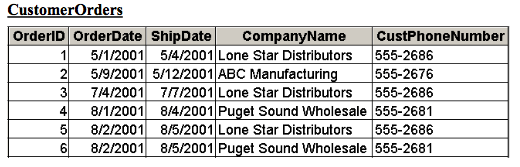 CustomerOrders
OrderID OrderDate ShipDate CompanyName CustPhoneNumber
1 5/1/2001 5/4/2001 Lone Star Distributors 555-2686
2 5/9/2001 5/12/2001 ABC Manufacturing 555-2676
3 7/4/2001 7/7/2001 Lone Star Distributors 555-2686
4 8/1/2001 8/4/2001 Puget Sound Wholesale 555-2681
5 8/2/2001 8/5/2001 Lone Star Distributors 555-2686
6 8/2/2001 8/5/2001 Puget Sound Wholesale 555-2681